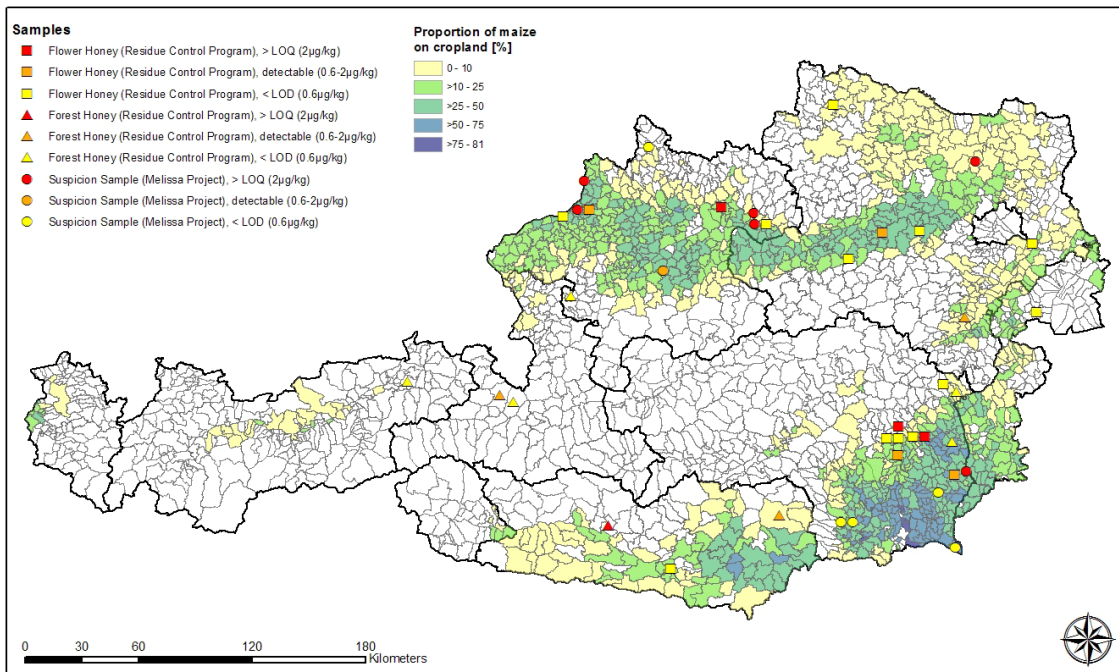 Samples
Flower Honey (Residue Control Program), > LOQ (2µg/kg)
Flower Honey (Residue Control Program), detectable (0.6-2µg/kg)
Flower Honey (Residue Control Program), < LOD (0.6µg/kg)
Forest Honey (Residue Control Program), > LOQ (2µg/kg)
Forest Honey (Residue Control Program), detectable (0.6-2µg/kg)
Forest Honey (Residue Control Program), < LOD (0.6µg/kg)
Suspicion Sample (Melissa Project), > LOQ (2µg/kg)
Suspicion Sample (Melissa Project), detectable (0.6-2µg/kg)
Suspicion Sample (Melissa Project), < LOD (0.6µg/kg)
Proportion of maize
on cropland [%]
0 - 10
>10 - 25
>25 - 50
>50 - 75
>75 - 81
0 30 60 120 180
Kilometers